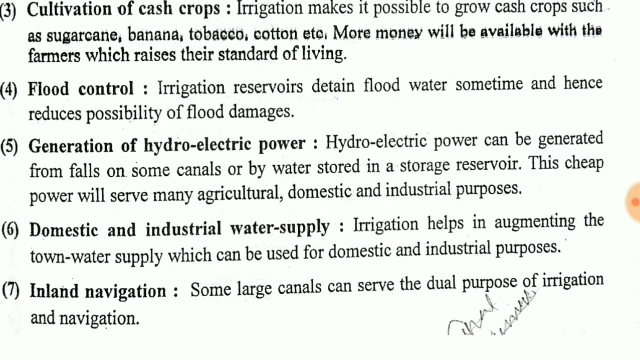 (3) Cultivation of cash crops : Irrigation makes it possible to grow cash crops such
as sugarcane, banana, tobacco, cotton etc, More money will be available with the
farmers which raises their standard of living.
(4) Flood control : Irrigation reservoirs detain flood water sometime and hence
reduces possibility of flood damages.
(5) Generation of hydro-electric power : Hydro-electric power can be generated
from falls on some canals or by water stored in a storage reservoir. This cheap
power will serve many agricultural, domestic and industrial purposes.
(6) Domestic and industrial water-supply : Irrigation helps in augmenting the
town-water supply which can be used for domestic and industrial purposes.
(7) Inland navigation : Some large canals can serve the dual purpose of irrigation
and navigation.